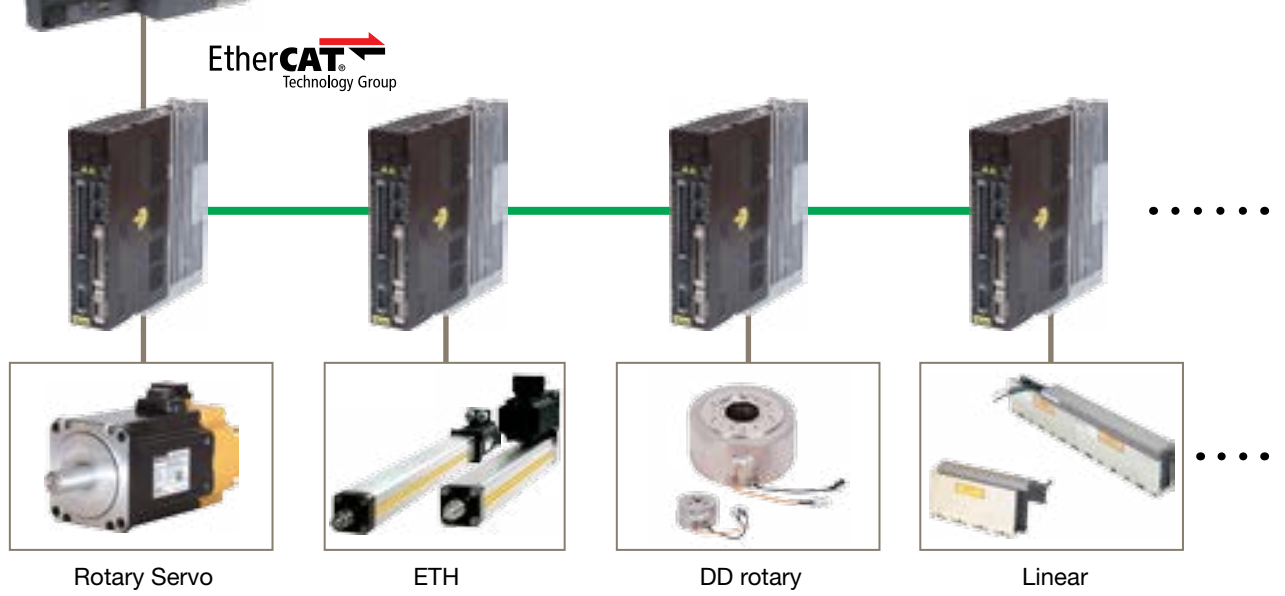 EtherCAT®
Technology Group
Rotary Servo
ETH
DD rotary
Linear